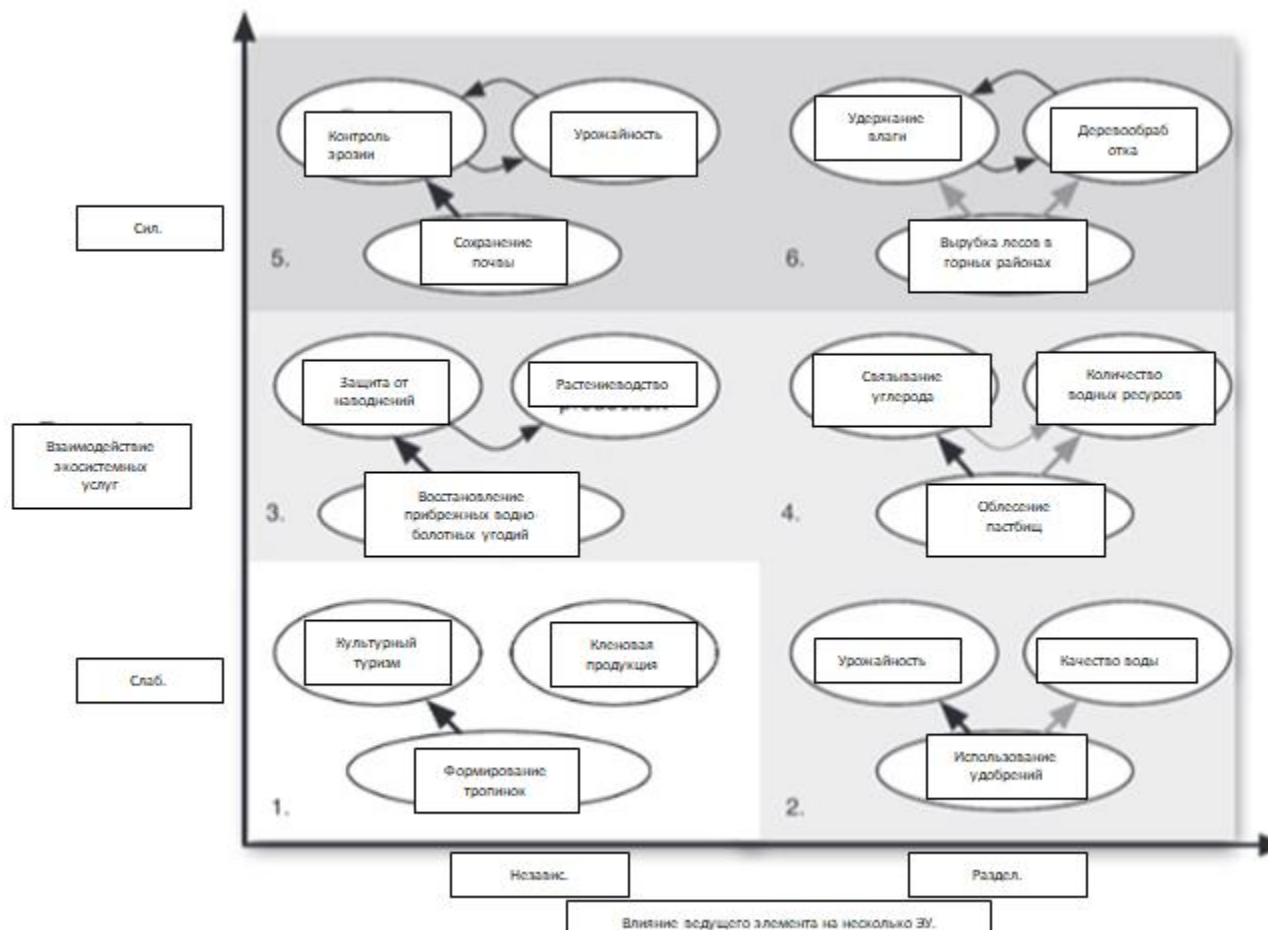 Контроль
эрозии
Урожайность
Удержание
влаги
Деревообраб
отка
Сил.
5.
Сохранение
почвы
6.
Вырубка лесов в
горных районах
Защита от
наводнений
Растениеводство
Связывание
углерода
Количество
водных ресурсов
Взаимодействие
экосистемных
услуг
3.
Восстановление
прибрежных водно-
болотных угодий
4.
Облесение
пастбищ
Культурный
туризм
Кленовая
продукция
Урожайность
Качество воды
Слаб.
1.
Формирование
тропинок
2.
Использование
удобрений
Независ.
Раздел.
Влияние ведущего элемента на несколько ЭУ.